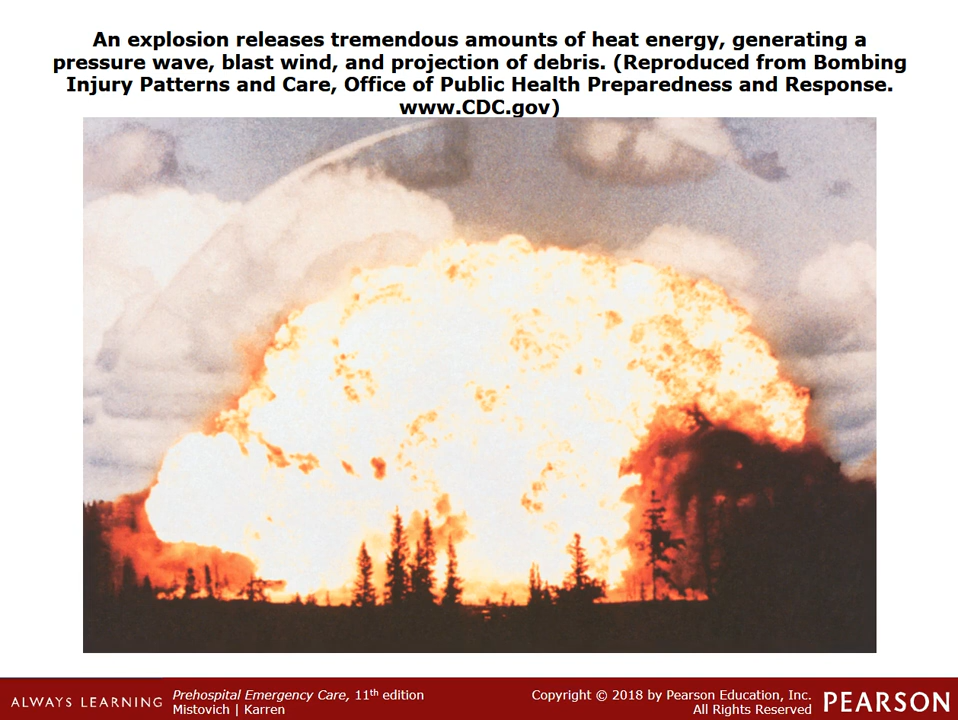 An explosion releases tremendous amounts of heat energy, generating a
pressure wave, blast wind, and projection of debris. (Reproduced from Bombing
Injury Patterns and Care, Office of Public Health Preparedness and Response.
www.CDC.gov)
ALWAYS LEARNING
Prehospital Emergency Care, 11th edition
Mistovich | Karren
Copyright © 2018 by Pearson Education, Inc.
All Rights Reserved
PEARSON